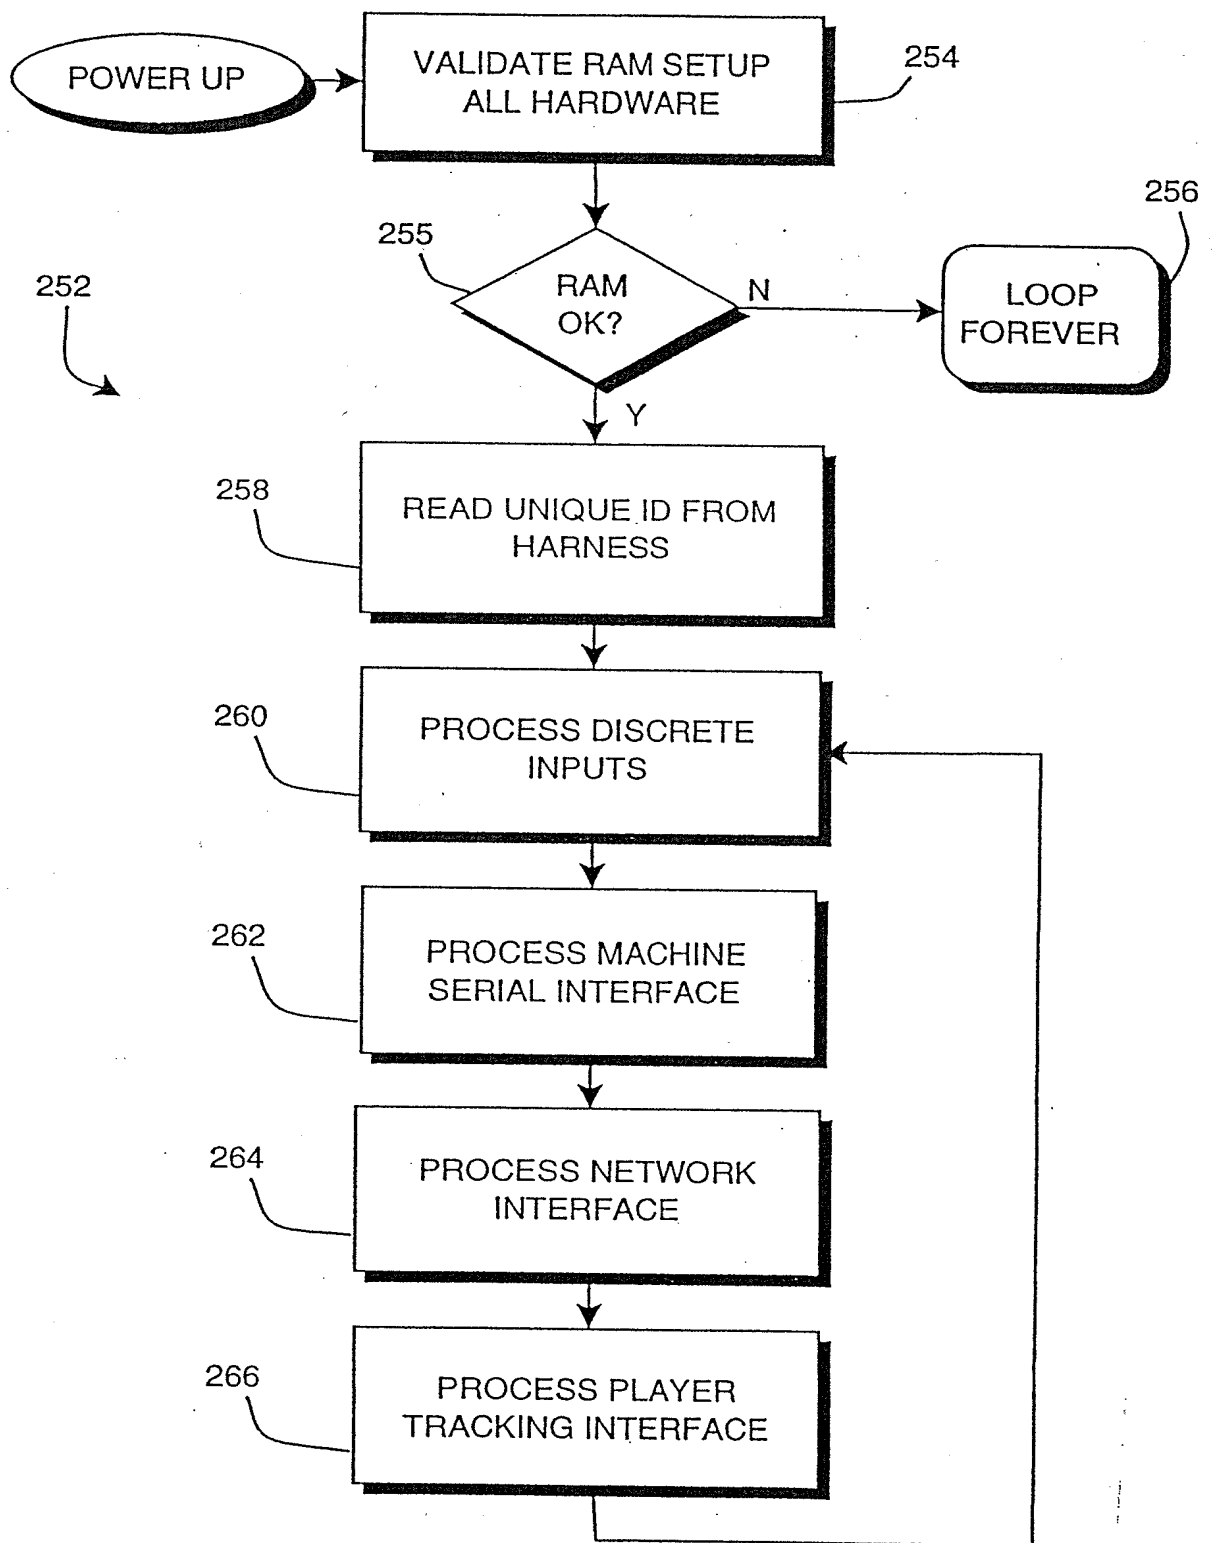 POWER UP
VALIDATE RAM SETUP
ALL HARDWARE
254
255
RAM
OK?
N
256
LOOP
FOREVER
252
Y
258
READ UNIQUE ID FROM
HARNESS
260
PROCESS DISCRETE
INPUTS
262
PROCESS MACHINE
SERIAL INTERFACE
264
PROCESS NETWORK
INTERFACE
266
PROCESS PLAYER
TRACKING INTERFACE